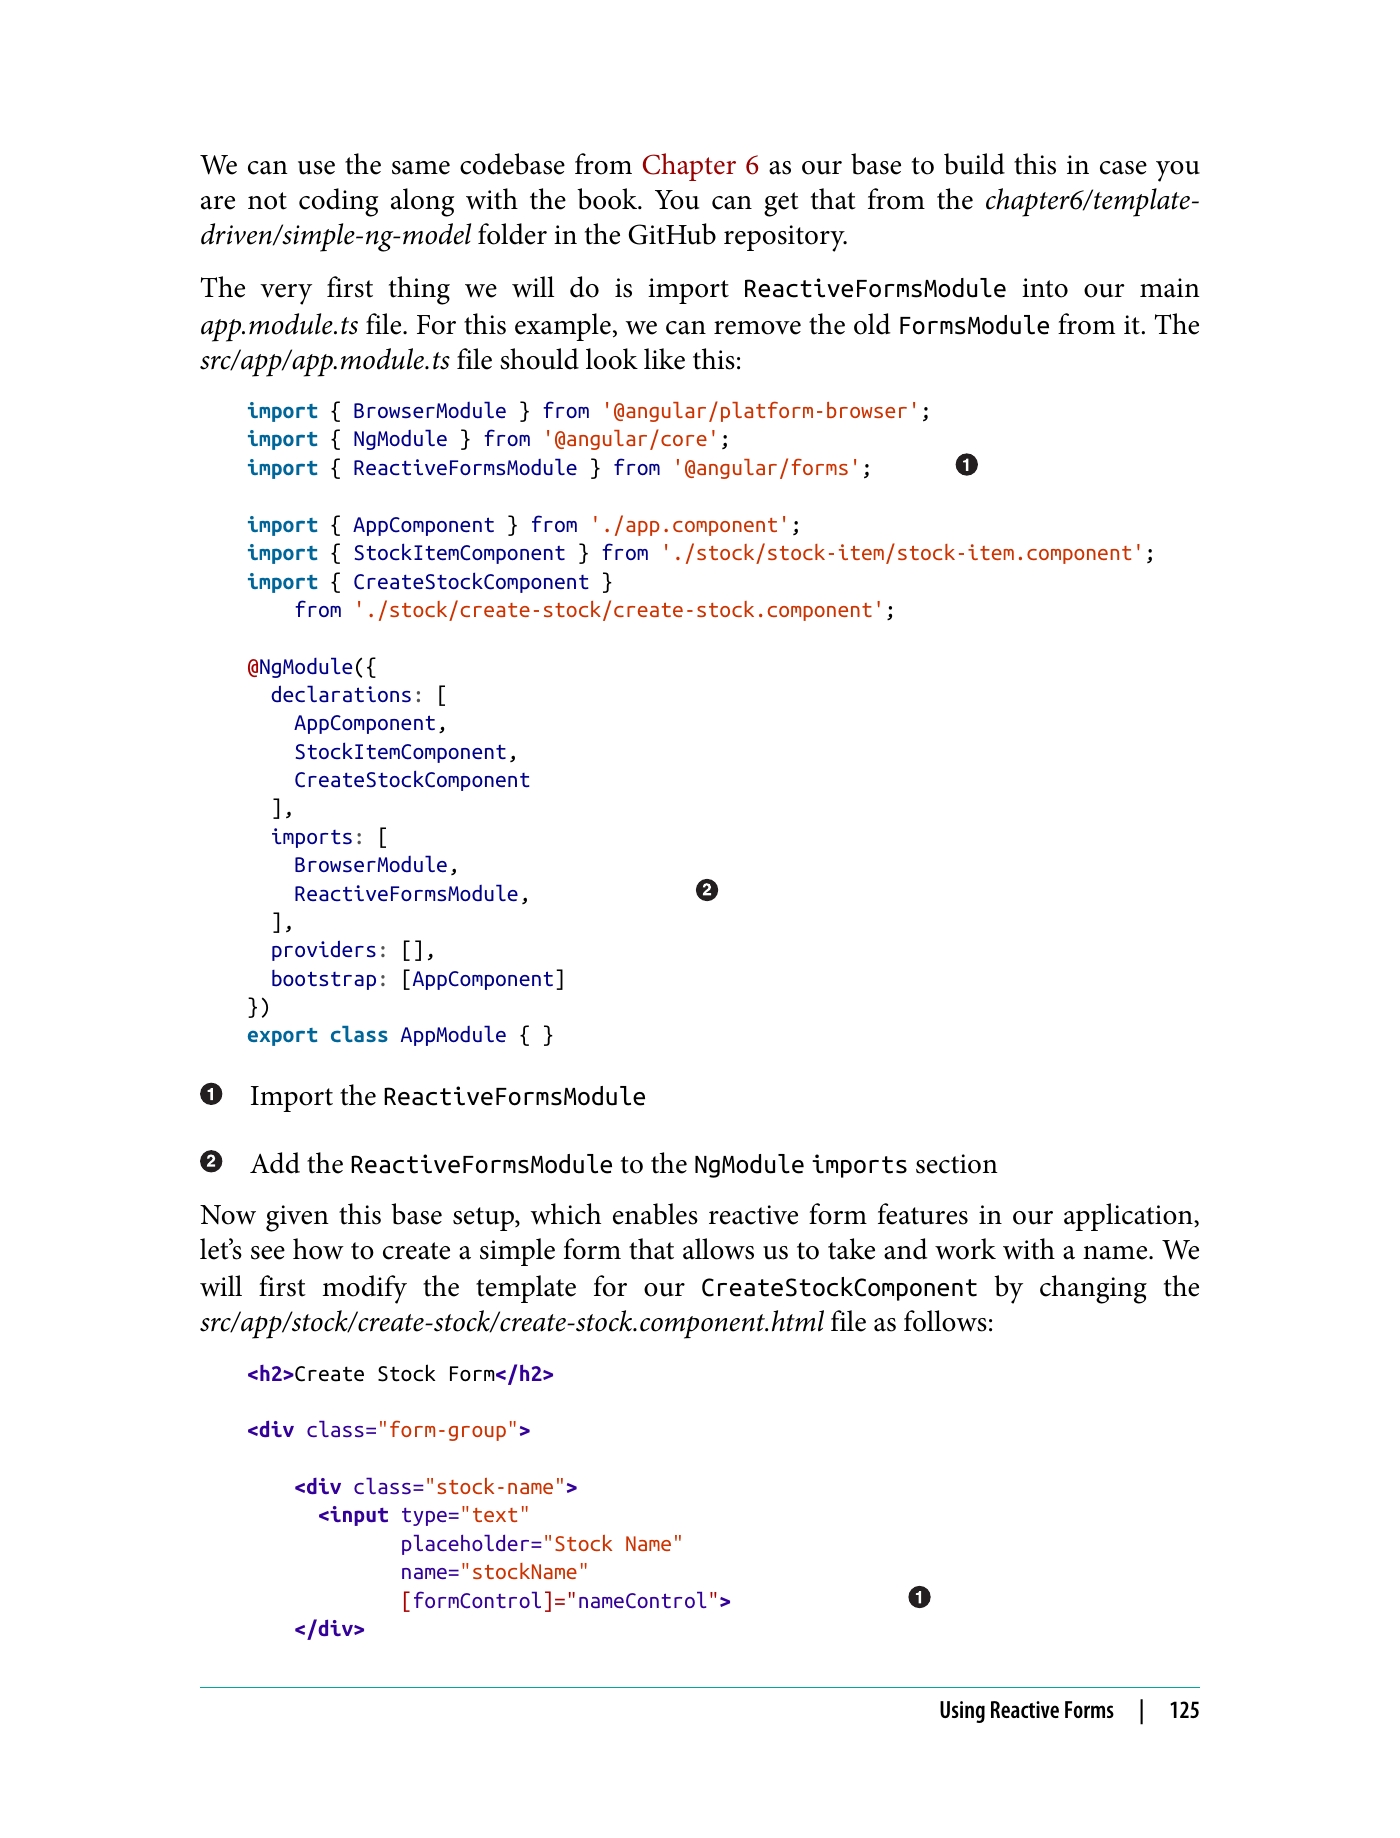 We can use the same codebase from Chapter 6 as our base to build this in case you
are not coding along with the book. You can get that from the chapter6/template-
driven/simple-ng-model folder in the GitHub repository.
The very first thing we will do is import ReactiveFormsModule into our main
app.module.ts file. For this example, we can remove the old FormsModule from it. The
src/app/app.module.ts file should look like this:
import { BrowserModule } from '@angular/platform-browser';
import { NgModule } from '@angular/core';
import { ReactiveFormsModule } from '@angular/forms'; ❶
import { AppComponent } from './app.component';
import { StockItemComponent } from './stock/stock-item/stock-item.component';
import { CreateStockComponent }
    from './stock/create-stock/create-stock.component';
@NgModule({
  declarations: [
    AppComponent,
    StockItemComponent,
    CreateStockComponent
  ],
  imports: [
    BrowserModule,
    ReactiveFormsModule, ❷
  ],
  providers: [],
  bootstrap: [AppComponent]
})
export class AppModule { }
❶ Import the ReactiveFormsModule
❷ Add the ReactiveFormsModule to the NgModule imports section
Now given this base setup, which enables reactive form features in our application,
let’s see how to create a simple form that allows us to take and work with a name. We
will first modify the template for our CreateStockComponent by changing the
src/app/stock/create-stock/create-stock.component.html file as follows:
<h2>Create Stock Form</h2>
<div class="form-group">
    <div class="stock-name">
      <input type="text"
             placeholder="Stock Name"
             name="stockName"
             [formControl]="nameControl"> ❶
    </div>
Using Reactive Forms | 125